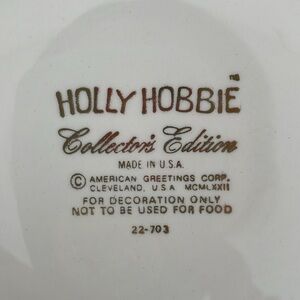 HOLLY HOBBIE™
Collector's Edition
MADE IN U.S.A.
© AMERICAN GREETINGS CORP.
CLEVELAND, U.S.A MCMLXXII
FOR DECORATION ONLY
NOT TO BE USED FOR FOOD
22-703